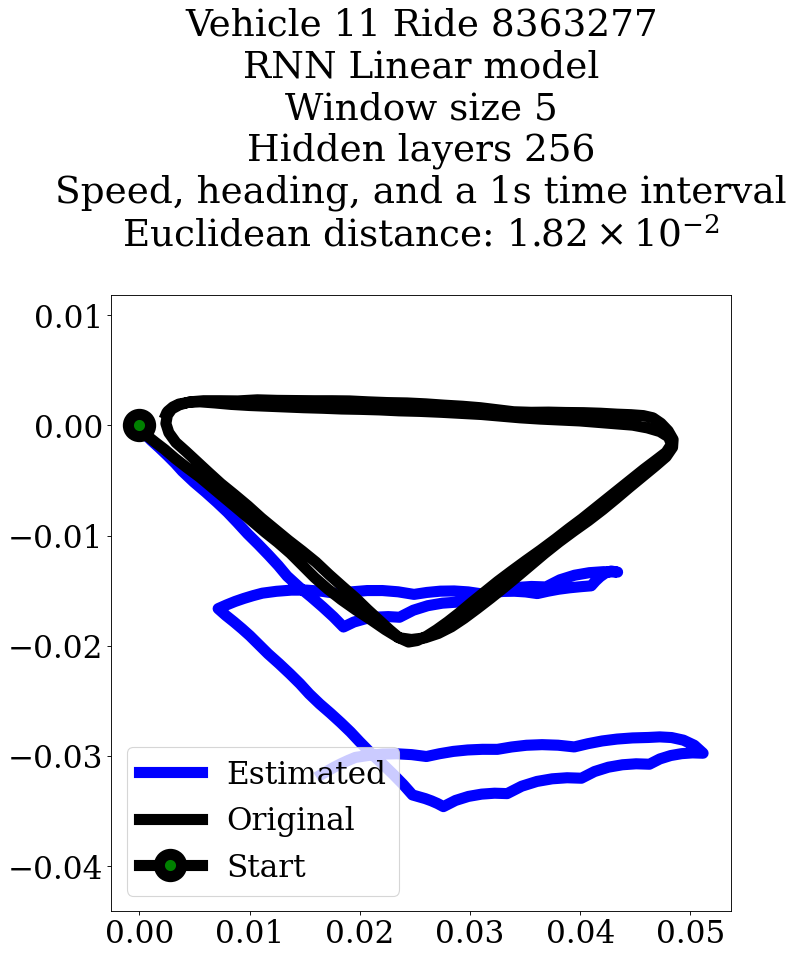 Vehicle 11 Ride 8363277
RNN Linear model
Window size 5
Hidden layers 256
Speed, heading, and a 1s time interval
Euclidean distance: 1.82 × 10⁻²
0.01
0.00
−0.01
−0.02
−0.03
−0.04
Estimated
Original
Start
0.00 0.01 0.02 0.03 0.04 0.05